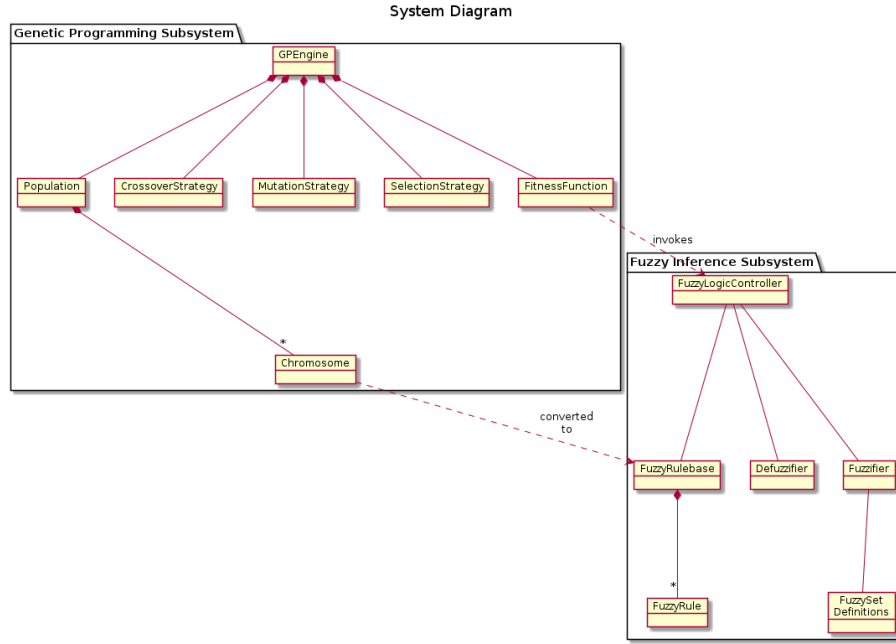 System Diagram
Genetic Programming Subsystem
GPEngine
Population
CrossoverStrategy
MutationStrategy
SelectionStrategy
FitnessFunction
invokes
Fuzzy Inference Subsystem
FuzzyLogicController
*
Chromosome
converted
to
FuzzyRulebase
Defuzzifier
Fuzzifier
*
FuzzyRule
FuzzySet
Definitions